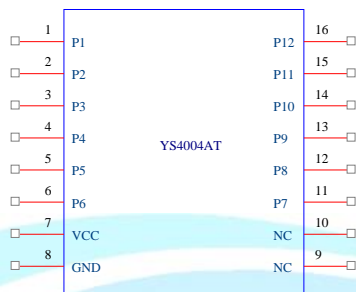 1 P1 P12 16
2 P2 P11 15
3 P3 P10 14
4 P4 P9 13
YS4004AT
5 P5 P8 12
6 P6 P7 11
7 VCC NC 10
8 GND NC 9